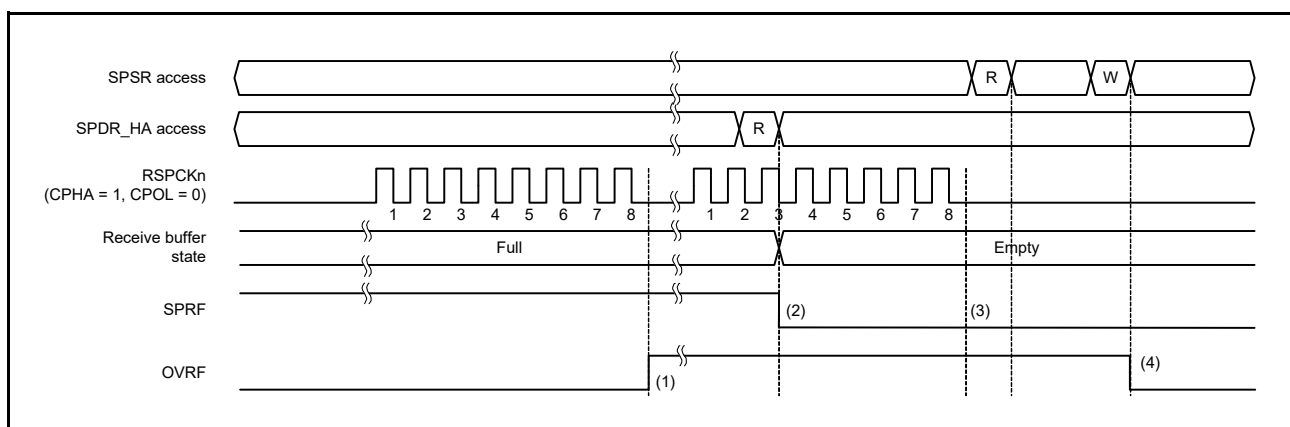 SPSR access
R
W
SPDR_HA access
R
RSPCKn
(CPHA = 1, CPOL = 0)
1 2 3 4 5 6 7 8 1 2 3 4 5 6 7 8
Receive buffer
state
Full
Empty
SPRF
(2)
(3)
OVRF
(1)
(4)